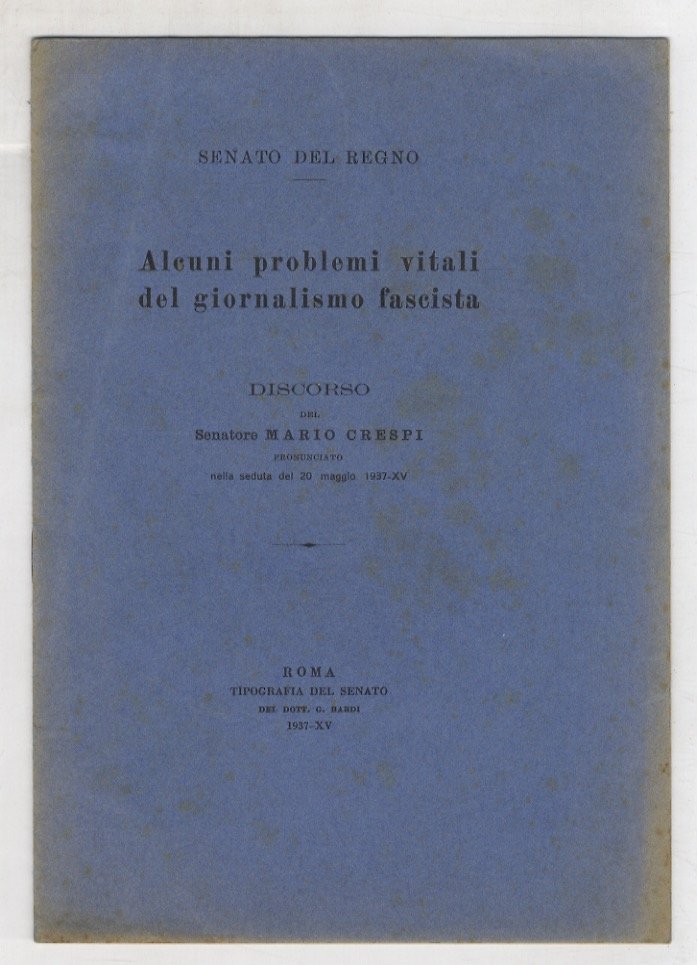 SENATO DEL REGNO
Alcuni problemi vitali
del giornalismo fascista
DISCORSO
DEL
Senatore MARIO CRESPI
PRONUNCIATO
nella seduta del 20 maggio 1937-XV
ROMA
TIPOGRAFIA DEL SENATO
DEL DOTT. G. BARDI
1937-XV